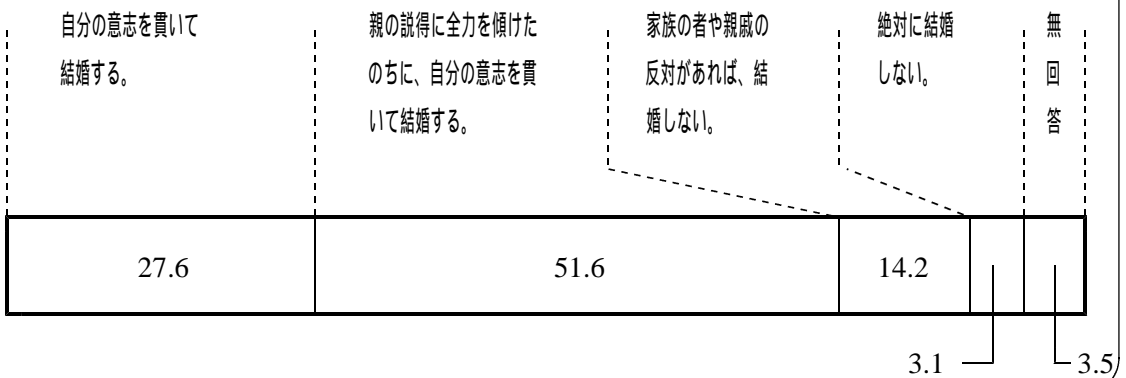 自分の意志を貫いて
結婚する。
親の説得に全力を傾けた
のちに、自分の意志を貫
いて結婚する。
家族の者や親戚の
反対があれば、結
婚しない。
絶対に結婚
しない。
無
回
答
27.6
51.6
14.2
3.1
3.5